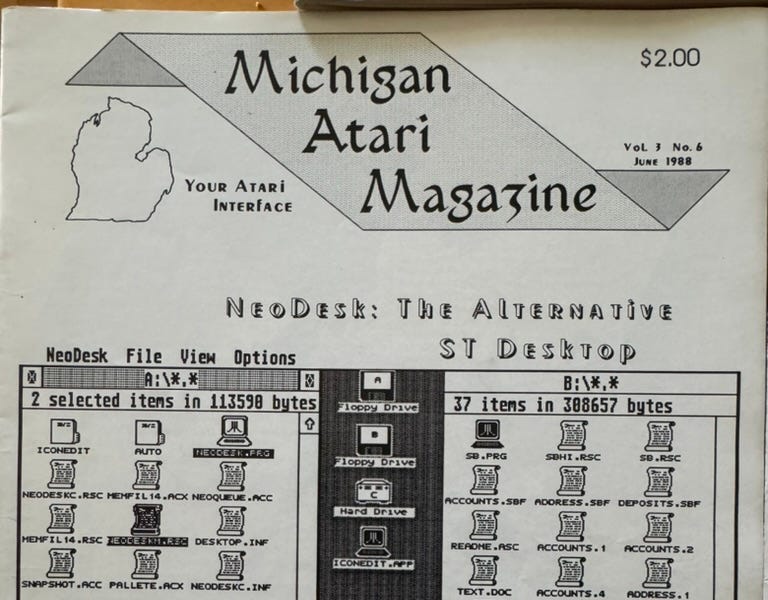 $2.00
Michigan
Atari
Magazine
Vol. 3 No. 6
June 1988
Your Atari
Interface
NeoDesk: The Alternative
ST Desktop
NeoDesk File View Options
A:\*.*
2 selected items in 113590 bytes
ICONEDIT AUTO NEODESK.PRG
NEODESKC.RSC MEMFIL14.ACX NEOQUEUE.ACC
MEMFIL14.RSC NEODESKM.RSC DESKTOP.INF
SNAPSHOT.ACC PALLETE.ACX NEODESKC.INF
A
Floppy Drive
B
Floppy Drive
C
Hard Drive
ICONEDIT.APP
B:\*.*
37 items in 308657 bytes
SB.PRG SBHI.RSC SB.RSC
ACCOUNTS.SBF ADDRESS.SBF DEPOSITS.SBF
README.ASC ACCOUNTS.1 ACCOUNTS.2
TEXT.DOC ACCOUNTS.4 ADDRESS.1